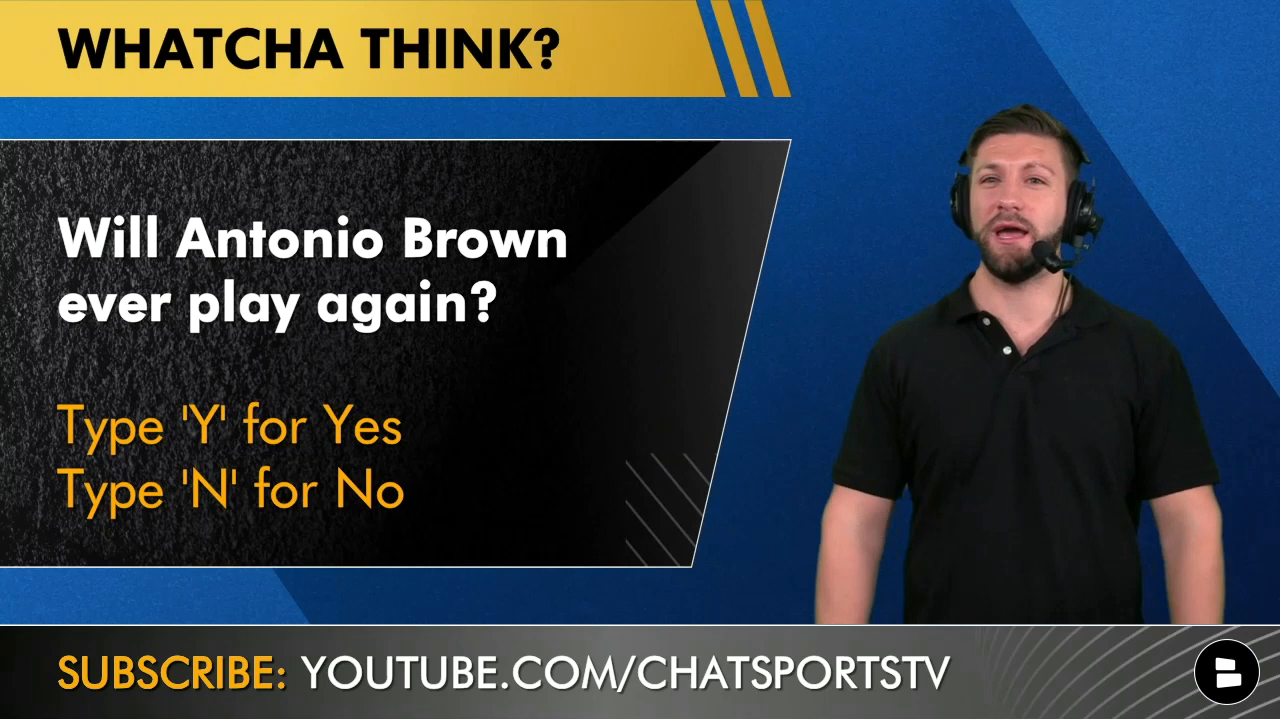 WHATCHA THINK?
Will Antonio Brown
ever play again?
Type 'Y' for Yes
Type 'N' for No
SUBSCRIBE: YOUTUBE.COM/CHATSPORTSTV